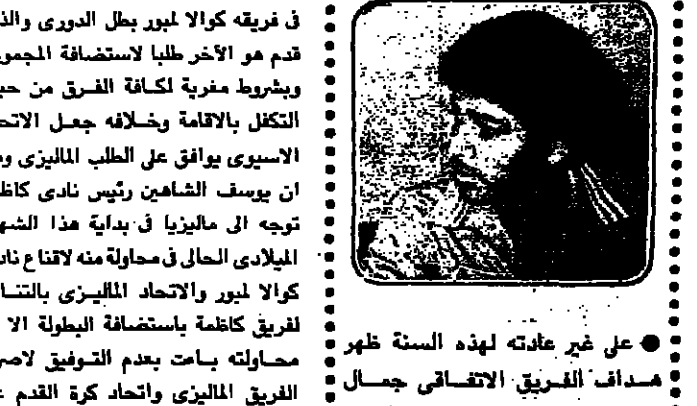 فى فريقه كوالا لمبور بطل الدورى والذ
قدم هو الآخر طلبا لاستضافة المجمو
وبشروط مغرية لكافة الفرق من حي
التكفل بالاقامة وخلافه جعل الاتح
الاسيوى يوافق على الطلب الماليزى وم
ان يوسف الشاهين رئيس نادى كاظ
توجه الى ماليزيا فى بداية هذا الشه
الميلادى الحالى فى محاولة منه لاقناع ناد
كوالا لمبور والاتحاد الماليزى بالتنا
لفريق كاظمة باستضافة البطولة الا
محاولته باءت بعدم التوفيق لاصر
الفريق الماليزى واتحاد كرة القدم
● على غير عادته لهذه السنة ظهر
هداف الفريق الاتفاقى جمال